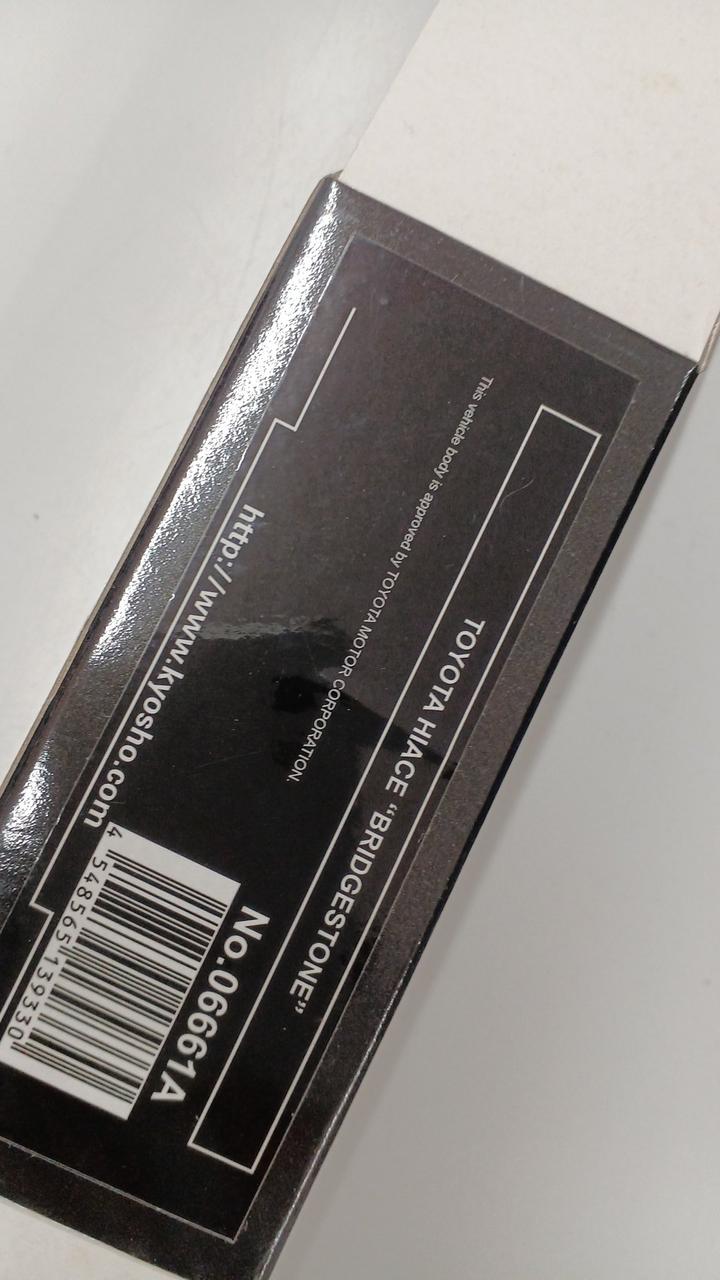 TOYOTA HIACE “BRIDGESTONE”
This vehicle body is approved by TOYOTA MOTOR CORPORATION.
No.06661A
http://www.kyosho.com
4 548565 139330